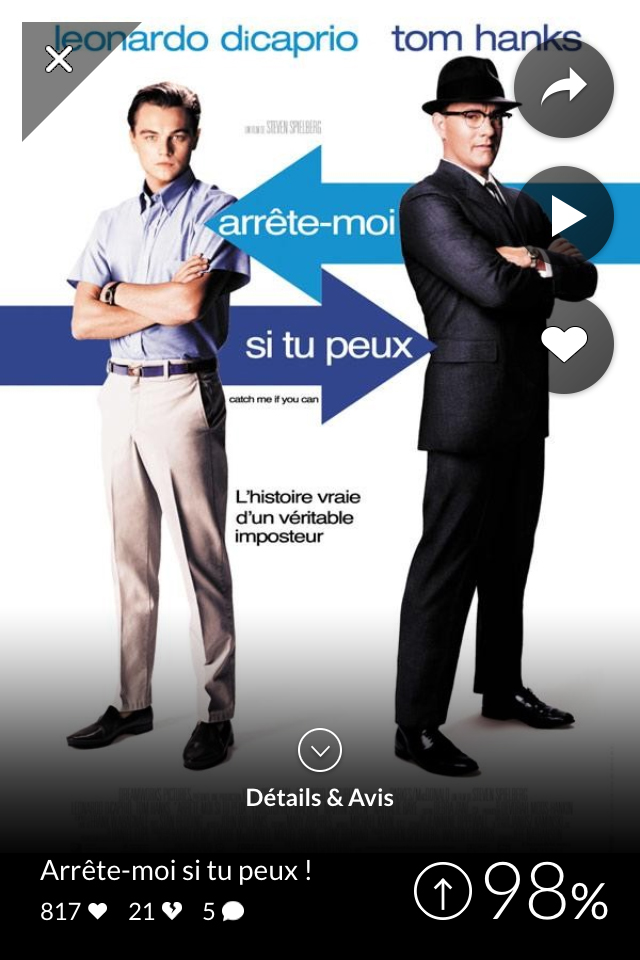 leonardo dicaprio tom hanks
un film de STEVEN SPIELBERG
arrête-moi
si tu peux
catch me if you can
L'histoire vraie
d'un véritable
imposteur
Détails & Avis
Arrête-moi si tu peux !
817 21 5
98%